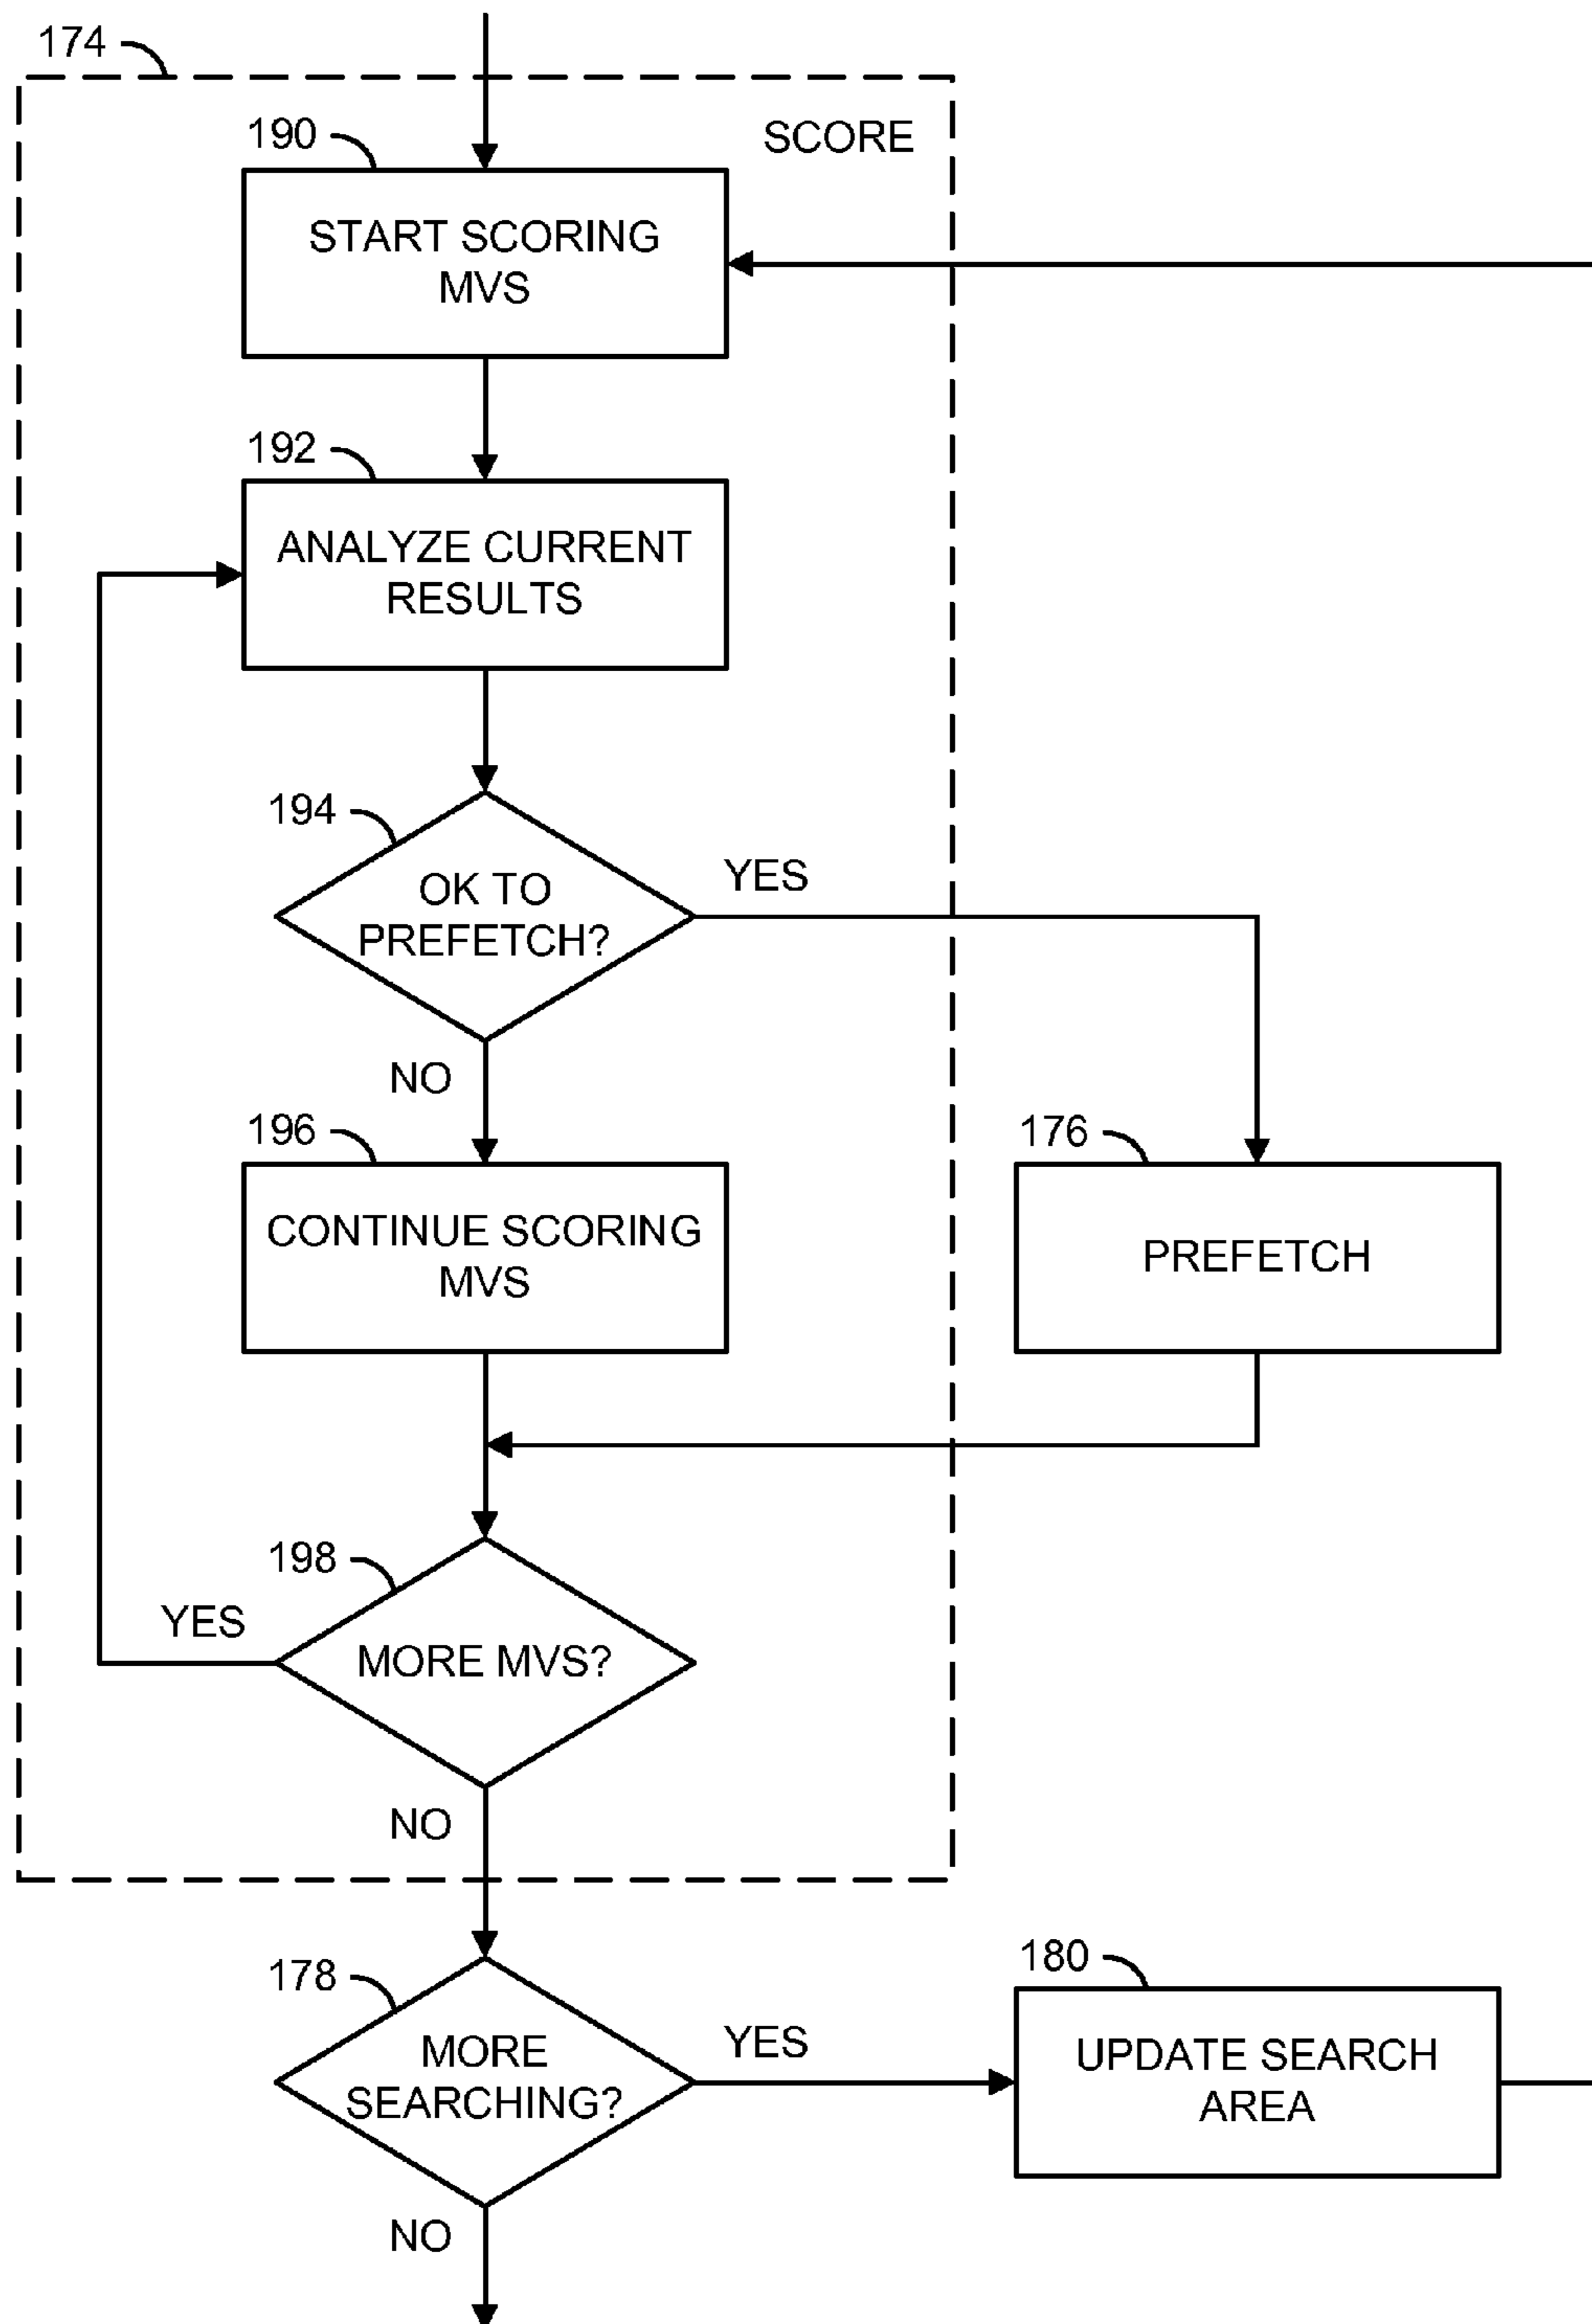 174
SCORE
190
START SCORING
MVS
192
ANALYZE CURRENT
RESULTS
194
OK TO
PREFETCH?
YES
NO
196
CONTINUE SCORING
MVS
176
PREFETCH
198
YES
MORE MVS?
NO
178
MORE
SEARCHING?
YES
180
UPDATE SEARCH
AREA
NO